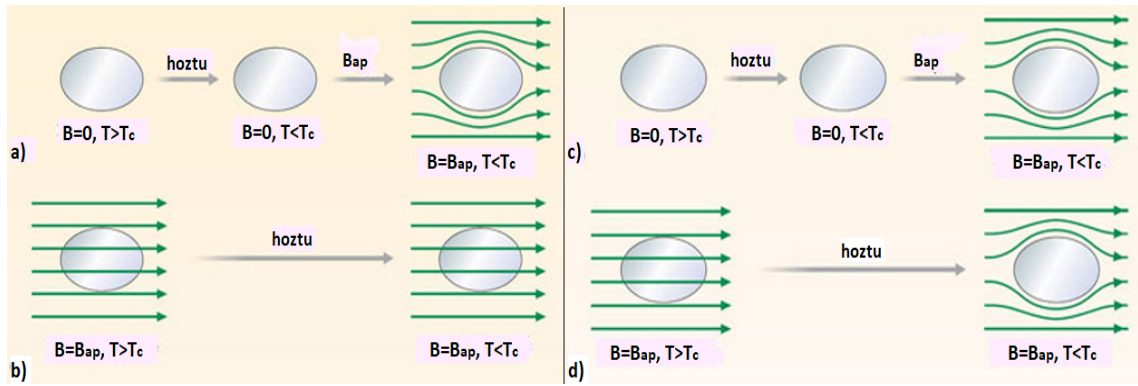 hoztu
Bap
B=0, T>Tc
B=0, T<Tc
a)
B=Bap, T<Tc
hoztu
B=Bap, T>Tc
B=Bap, T<Tc
b)
hoztu
Bap
B=0, T>Tc
B=0, T<Tc
c)
B=Bap, T<Tc
hoztu
B=Bap, T>Tc
B=Bap, T<Tc
d)